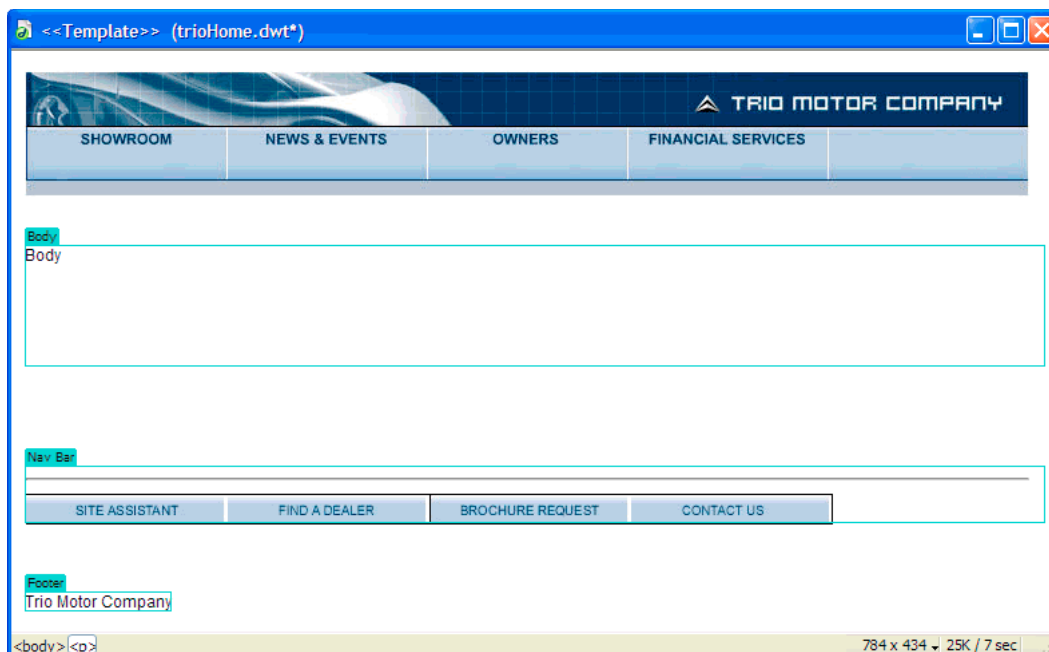 <<Template>> (trioHome.dwt*)
TRIO MOTOR COMPANY
SHOWROOM NEWS & EVENTS OWNERS FINANCIAL SERVICES
Body
Body
Nav Bar
SITE ASSISTANT FIND A DEALER BROCHURE REQUEST CONTACT US
Footer
Trio Motor Company
<body> <p> 784 x 434 25K / 7 sec